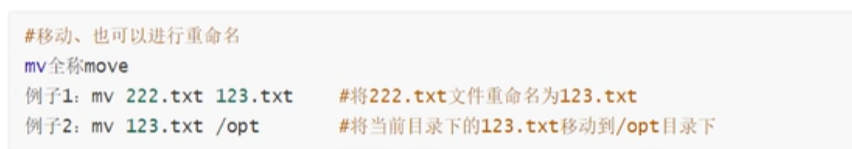 #移动、也可以进行重命名
mv全称move
例子1: mv 222.txt 123.txt #将222.txt文件重命名为123.txt
例子2: mv 123.txt /opt #将当前目录下的123.txt移动到/opt目录下